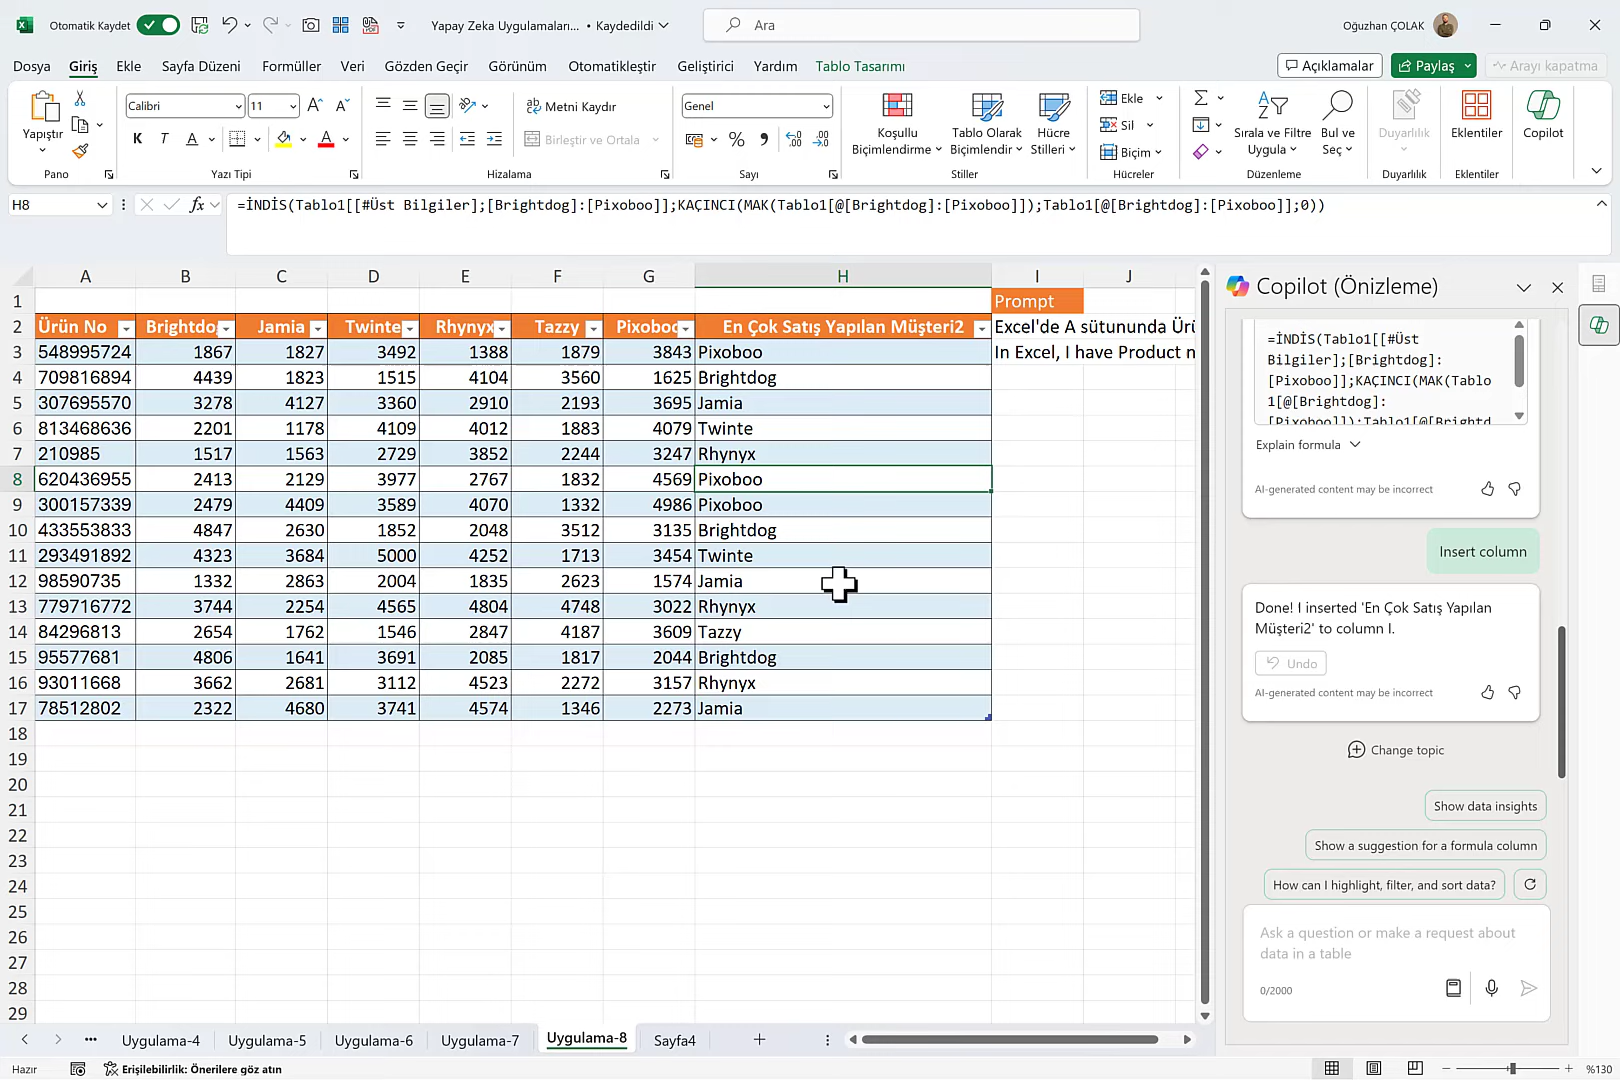 Otomatik Kaydet
Yapay Zeka Uygulamaları... • Kaydedildi
Ara
Oğuzhan ÇOLAK
Dosya Giriş Ekle Sayfa Düzeni Formüller Veri Gözden Geçir Görünüm Otomatikleştir Geliştirici Yardım Tablo Tasarımı
Açıklamalar Paylaş Arayı kapatma
Yapıştır
Pano
Calibri 11
K T A
Yazı Tipi
Metni Kaydır
Birleştir ve Ortala
Hizalama
Genel
Sayı
Koşullu Biçimlendirme
Tablo Olarak Biçimlendir
Hücre Stilleri
Stiller
Ekle
Sil
Biçim
Hücreler
Sırala ve Filtre Uygula
Bul ve Seç
Düzenleme
Duyarlılık
Duyarlılık
Eklentiler
Eklentiler
Copilot
H8
fx
=İNDİS(Tablo1[[#Üst Bilgiler];[Brightdog]:[Pixoboo]];KAÇINCI(MAK(Tablo1[@[Brightdog]:[Pixoboo]]);Tablo1[@[Brightdog]:[Pixoboo]];0))
A B C D E F G H I J
1 Prompt
2 Ürün No Brightdo Jamia Twinte Rhynyx Tazzy Pixoboo En Çok Satış Yapılan Müşteri2 Excel'de A sütununda Ürü
3 548995724 1867 1827 3492 1388 1879 3843 Pixoboo In Excel, I have Product n
4 709816894 4439 1823 1515 4104 3560 1625 Brightdog
5 307695570 3278 4127 3360 2910 2193 3695 Jamia
6 813468636 2201 1178 4109 4012 1883 4079 Twinte
7 210985 1517 1563 2729 3852 2244 3247 Rhynyx
8 620436955 2413 2129 3977 2767 1832 4569 Pixoboo
9 300157339 2479 4409 3589 4070 1332 4986 Pixoboo
10 433553833 4847 2630 1852 2048 3512 3135 Brightdog
11 293491892 4323 3684 5000 4252 1713 3454 Twinte
12 98590735 1332 2863 2004 1835 2623 1574 Jamia
13 779716772 3744 2254 4565 4804 4748 3022 Rhynyx
14 84296813 2654 1762 1546 2847 4187 3609 Tazzy
15 95577681 4806 1641 3691 2085 1817 2044 Brightdog
16 93011668 3662 2681 3112 4523 2272 3157 Rhynyx
17 78512802 2322 4680 3741 4574 1346 2273 Jamia
18
19
20
21
22
23
24
25
26
27
28
29
Copilot (Önizleme)
=İNDİS(Tablo1[[#Üst
Bilgiler];[Brightdog]:
[Pixoboo]];KAÇINCI(MAK(Tablo
1[@[Brightdog]:
[Pixoboo]]);Tablo1[@[Brightd
Explain formula
AI-generated content may be incorrect
Insert column
Done! I inserted 'En Çok Satış Yapılan
Müşteri2' to column I.
Undo
AI-generated content may be incorrect
Change topic
Show data insights
Show a suggestion for a formula column
How can I highlight, filter, and sort data?
Ask a question or make a request about
data in a table
0/2000
Uygulama-4 Uygulama-5 Uygulama-6 Uygulama-7 Uygulama-8 Sayfa4
Hazır Erişilebilirlik: Önerilere göz atın %130